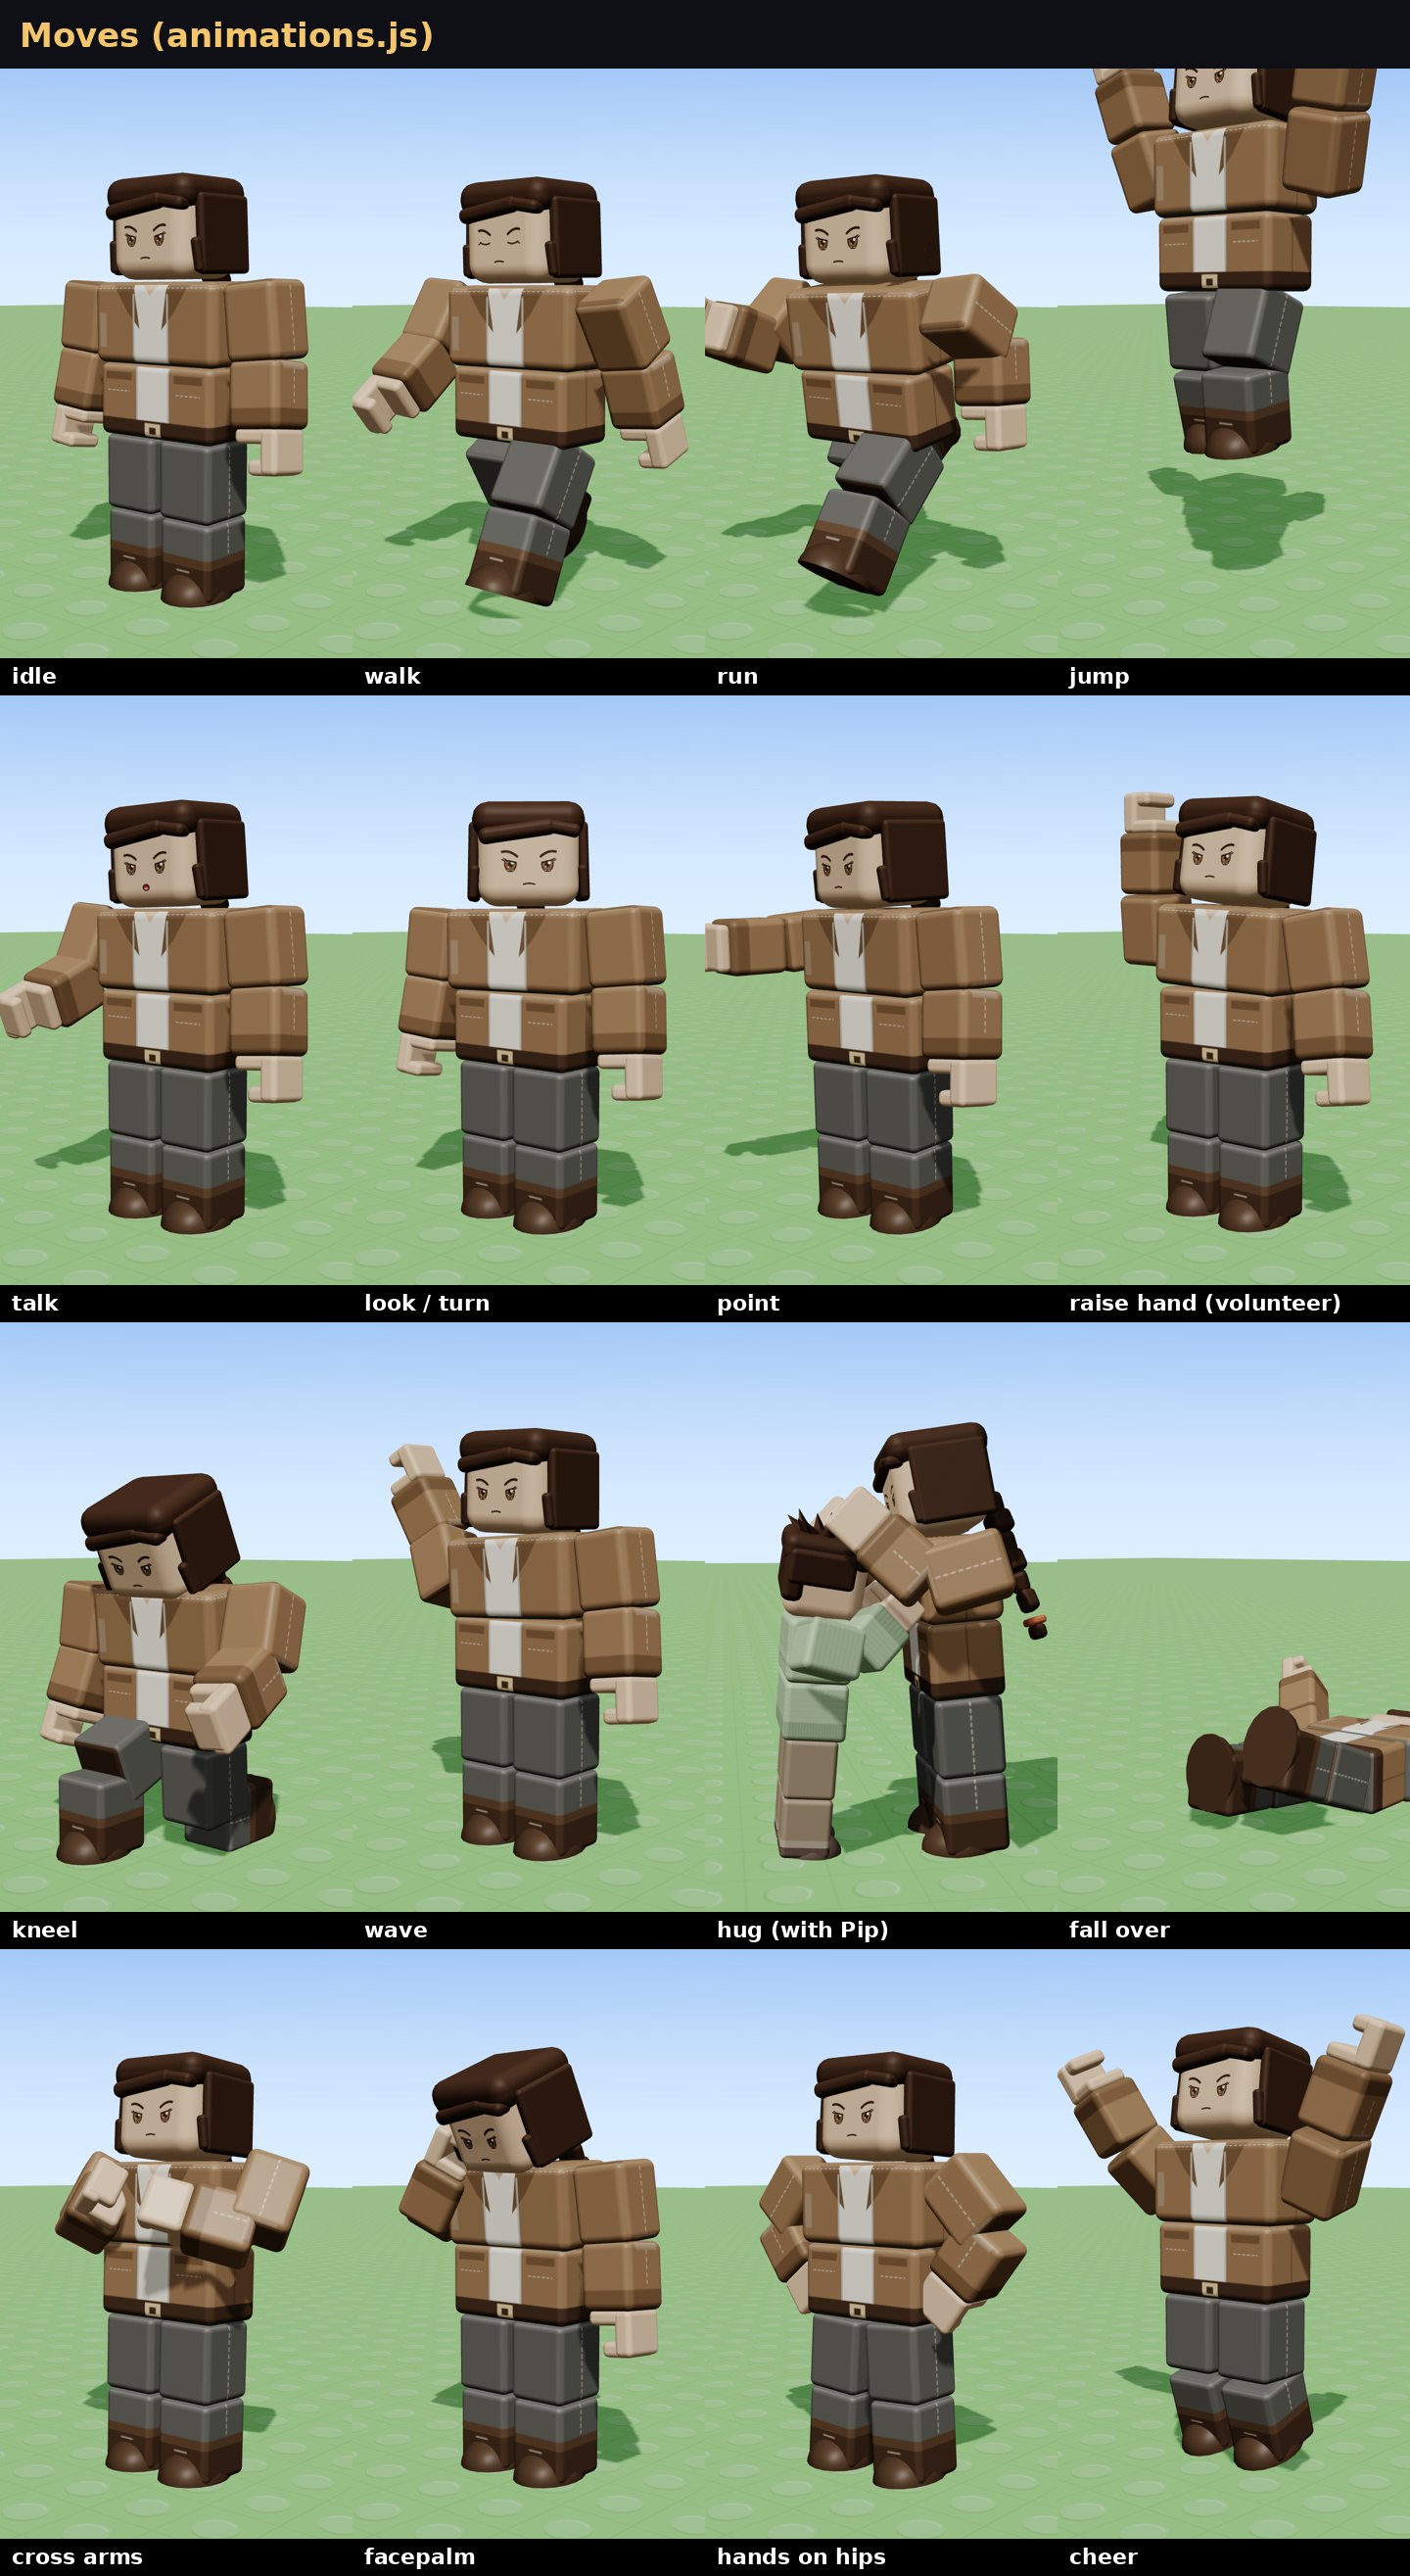 Moves (animations.js)
idle
walk
run
jump
talk
look / turn
point
raise hand (volunteer)
kneel
wave
hug (with Pip)
fall over
cross arms
facepalm
hands on hips
cheer